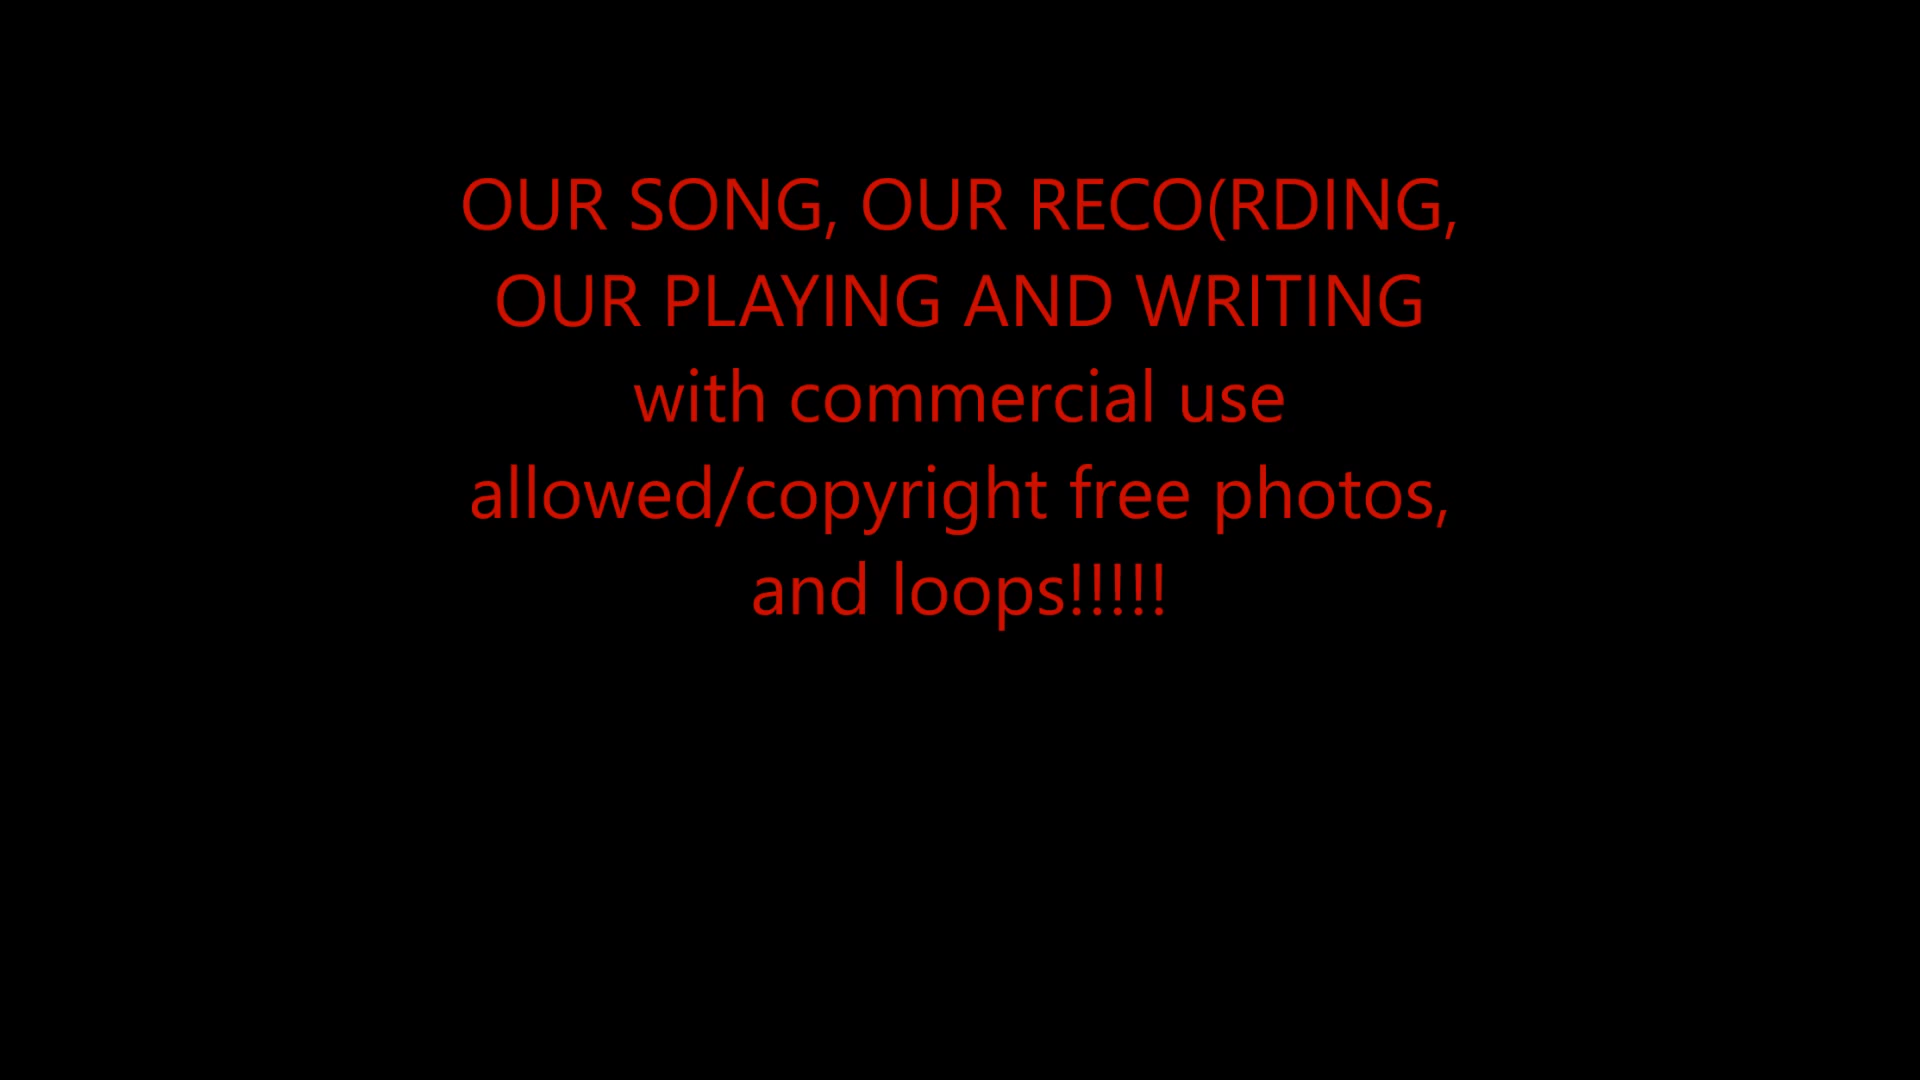 OUR SONG, OUR RECO(RDING,
OUR PLAYING AND WRITING
with commercial use
allowed/copyright free photos,
and loops!!!!!